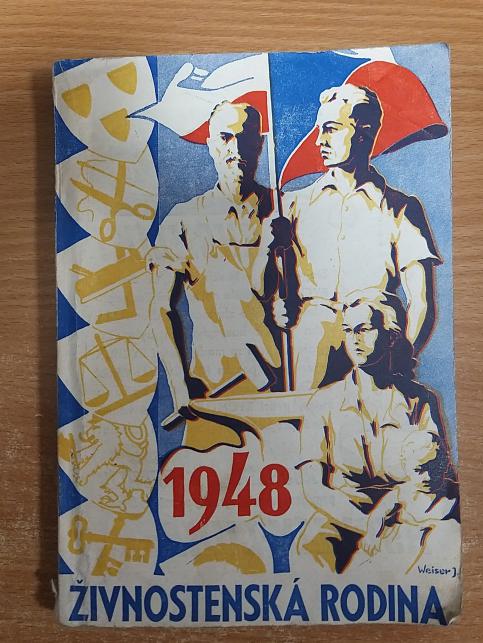 1948
Weiser J.
ŽIVNOSTENSKÁ RODINA